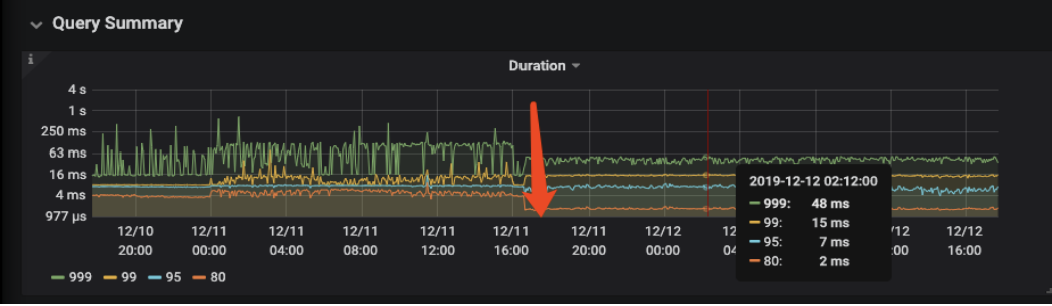 Query Summary
i
Duration
4 s
1 s
250 ms
63 ms
16 ms
4 ms
977 µs
12/10 12/11 12/11 12/11 12/11 12/11 12/11 12/12 12/ /12 12/12
20:00 00:00 04:00 08:00 12:00 16:00 20:00 00:00 04 :00 16:00
2019-12-12 02:12:00
999: 48 ms
99: 15 ms
95: 7 ms
80: 2 ms
999 99 95 80